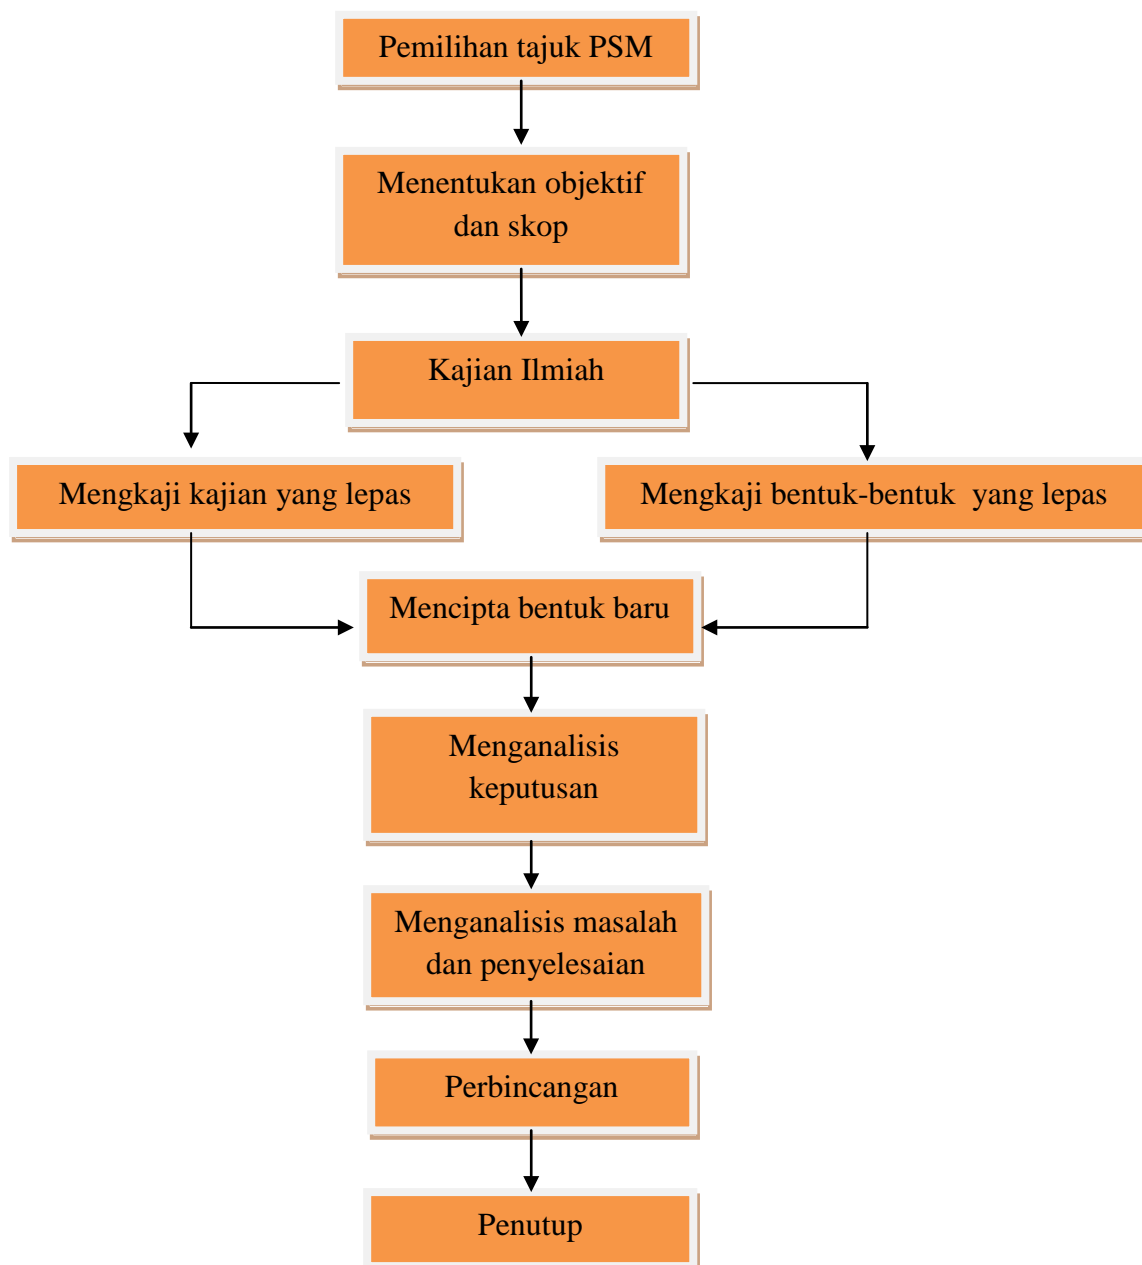 Pemilihan tajuk PSM
Menentukan objektif
dan skop
Kajian Ilmiah
Mengkaji kajian yang lepas
Mengkaji bentuk-bentuk  yang lepas
Mencipta bentuk baru
Menganalisis
keputusan
Menganalisis masalah
dan penyelesaian
Perbincangan
Penutup